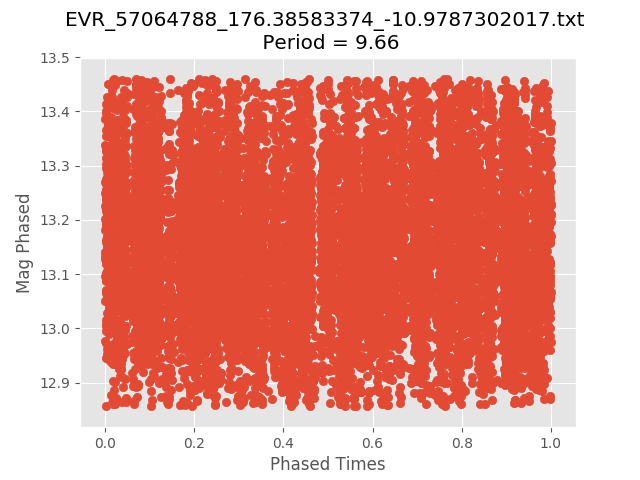 EVR_57064788_176.38583374_-10.9787302017.txt
Period = 9.66
13.5
13.4
13.3
13.2
13.1
13.0
12.9
Mag Phased
0.0 0.2 0.4 0.6 0.8 1.0
Phased Times